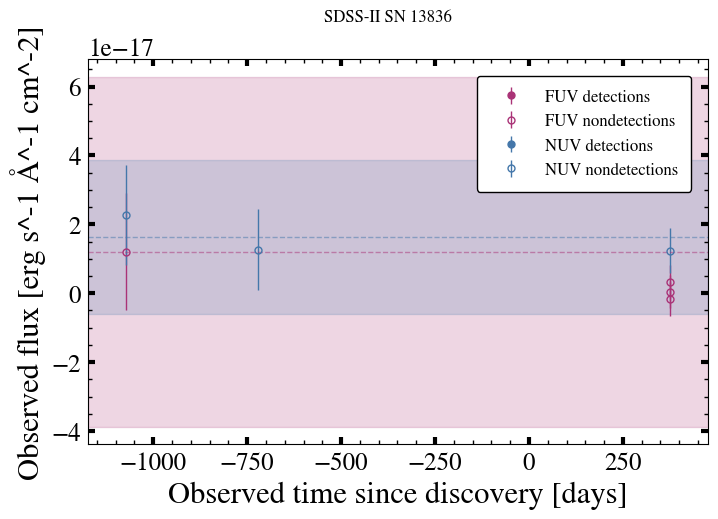 SDSS-II SN 13836
1e−17
Observed flux [erg s^-1 Å^-1 cm^-2]
6
4
2
0
−2
−4
FUV detections
FUV nondetections
NUV detections
NUV nondetections
−1000 −750 −500 −250 0 250
Observed time since discovery [days]